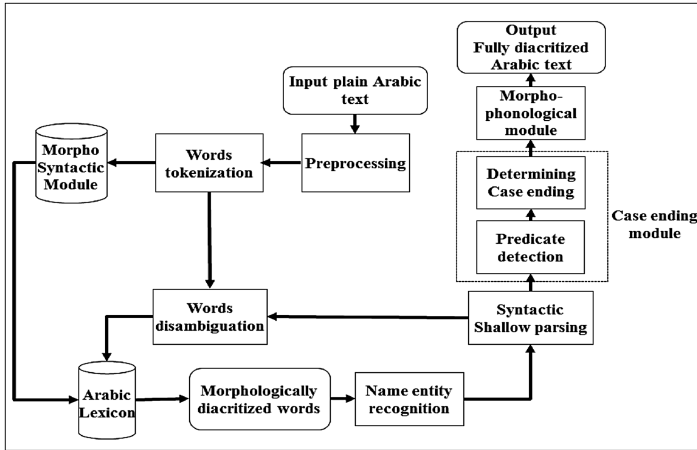 Output
Fully diacritized
Arabic text
Input plain Arabic
text
Morpho-
phonological
module
Morpho
Syntactic
Module
Words
tokenization
Preprocessing
Determining
Case ending
Case ending
module
Predicate
detection
Words
disambiguation
Syntactic
Shallow parsing
Arabic
Lexicon
Morphologically
diacritized words
Name entity
recognition